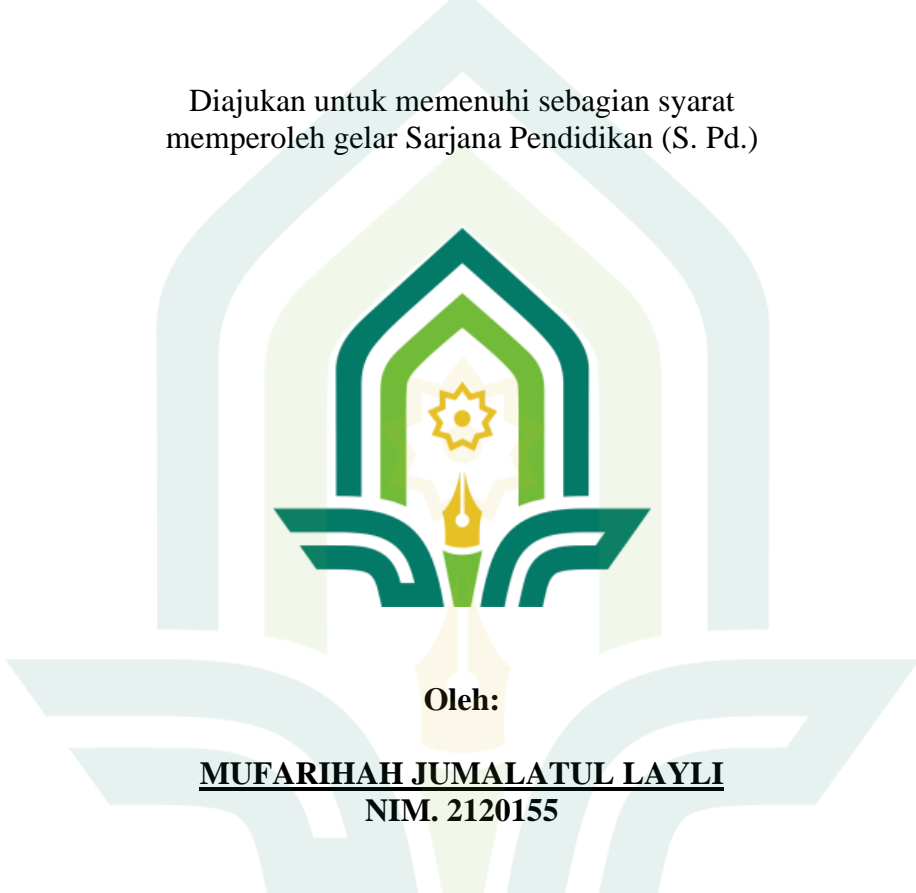 Diajukan untuk memenuhi sebagian syarat
memperoleh gelar Sarjana Pendidikan (S. Pd.)
Oleh:
MUFARIHAH JUMALATUL LAYLI
NIM. 2120155